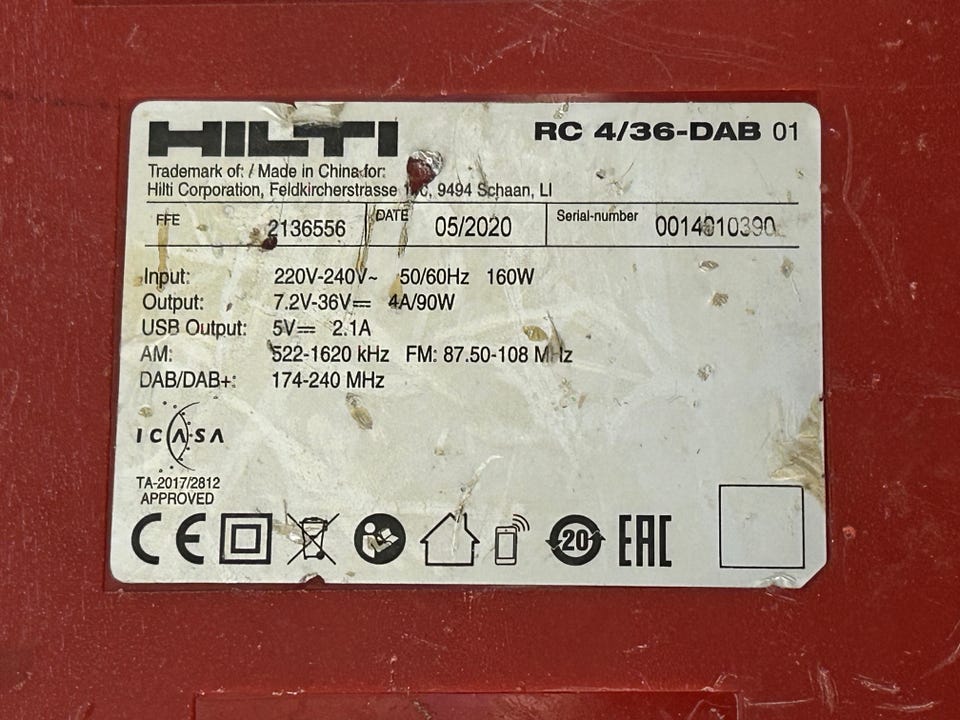 HILTI RC 4/36-DAB 01
Trademark of: / Made in China for:
Hilti Corporation, Feldkircherstrasse 9494 Schaan, LI
2136556 DATE 05/2020 Serial-number
Input: 220V-240V~ 50/60Hz 160W
Output: 7.2V-36V⎓ 4A/90W
USB Output: 5V⎓ 2.1A
AM: 522-1620 kHz FM: 87.50-108 MHz
DAB/DAB+: 174-240 MHz
ICASA
TA-2017/2812
APPROVED
CE 20 EAC